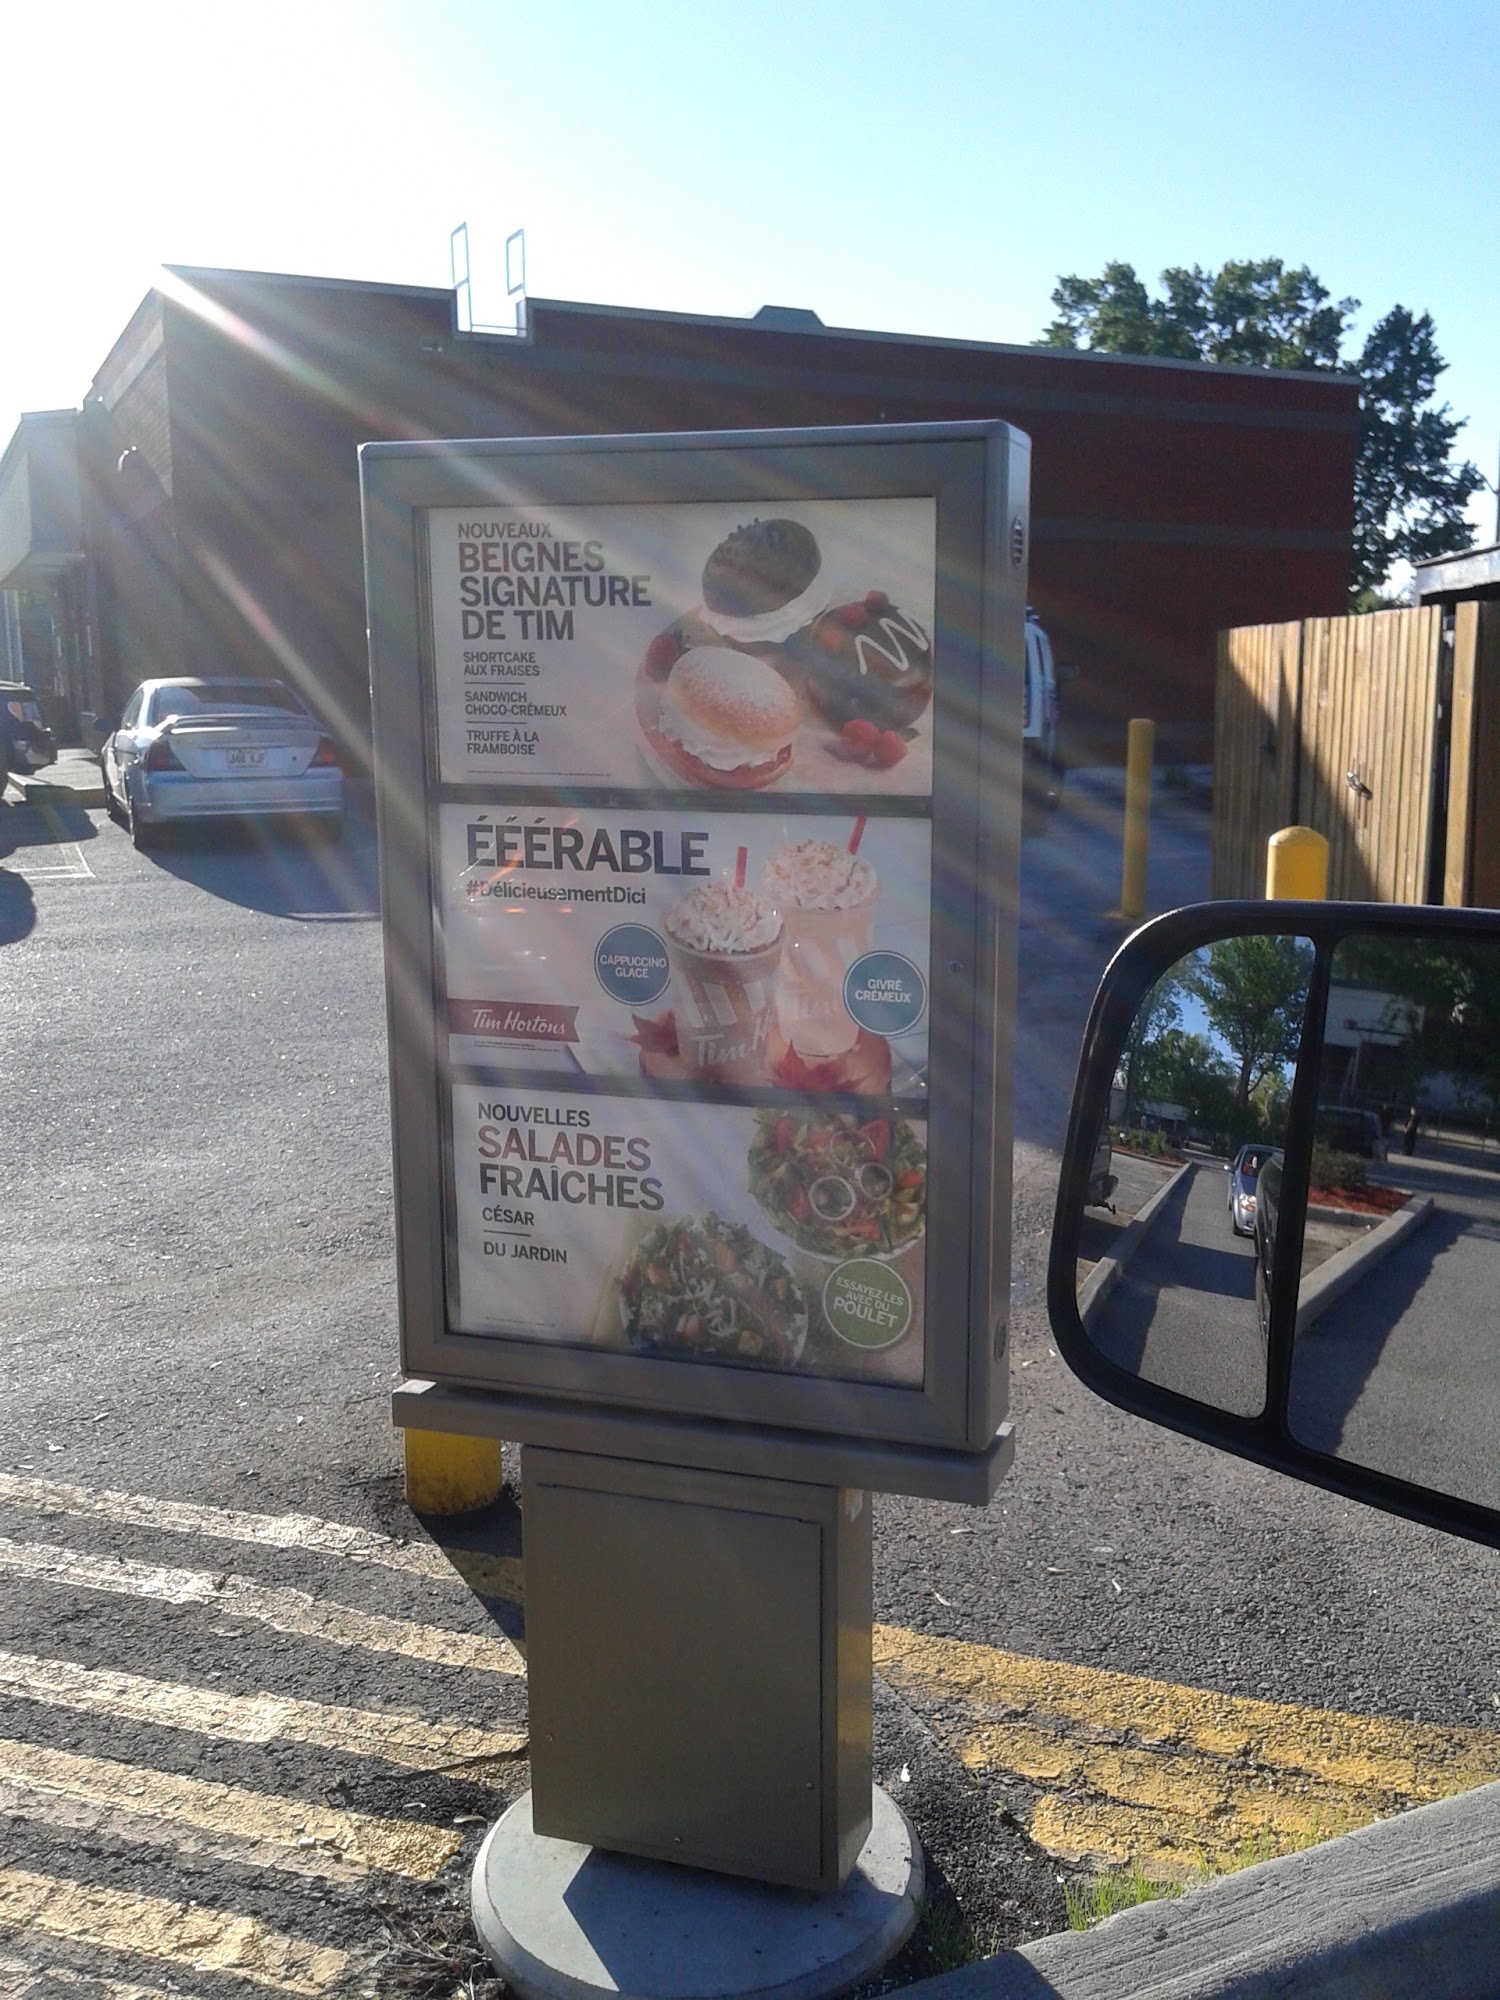 NOUVEAUX
BEIGNES
SIGNATURE
DE TIM
SHORTCAKE
AUX FRAISES
SANDWICH
CHOCO-CRÉMEUX
TRUFFE À LA
FRAMBOISE
ÉÉÉRABLE
#DélicieusementDici
CAPPUCCINO
GLACÉ
GIVRÉ
CRÉMEUX
Tim Hortons
Tim H
NOUVELLES
SALADES
FRAÎCHES
CÉSAR
DU JARDIN
ESSAYEZ-LES
AVEC DU
POULET